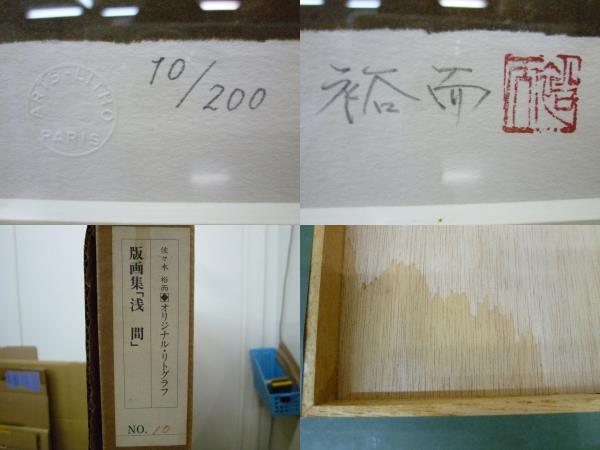 ARIS-LITHO
PARIS
10/200
裕而
佐々木 裕而◆オリジナル・リトグラフ
版画集「浅 間」
NO. 10